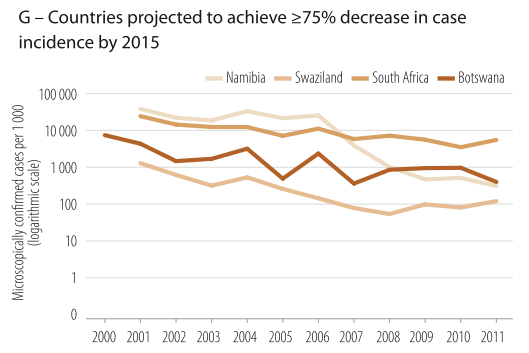 G – Countries projected to achieve ≥75% decrease in case
incidence by 2015
Namibia Swaziland South Africa Botswana
Microscopically confirmed cases per 1 000
(logarithmic scale)
100 000
10 000
1 000
100
10
1
0
2000 2001 2002 2003 2004 2005 2006 2007 2008 2009 2010 2011